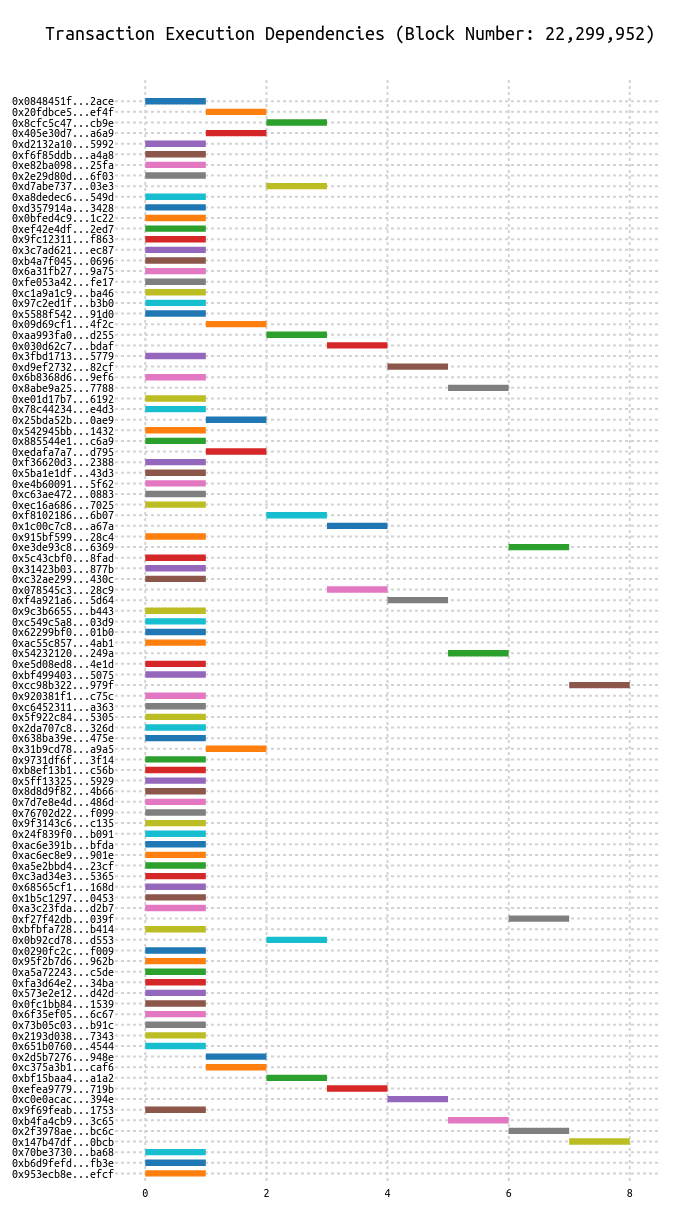 Transaction Execution Dependencies (Block Number: 22,299,952)
0x0848451f...2ace
0x20fdbce5...ef4f
0x8cfc5c47...cb9e
0x405e30d7...a6a9
0xd2132a10...5992
0xf6f85ddb...a4a8
0xe82ba098...25fa
0x2e29d80d...6f03
0xd7abe737...03e3
0xa8dedec6...549d
0xd357914a...3428
0x0bfed4c9...1c22
0xef42e4df...2ed7
0x9fc12311...f863
0x3c7ad621...ec87
0xb4a7f045...0696
0x6a31fb27...9a75
0xfe053a42...fe17
0xc1a9a1c9...ba46
0x97c2ed1f...b3b0
0x5588f542...91d0
0x09d69cf1...4f2c
0xaa993fa0...d255
0x030d62c7...bdaf
0x3fbd1713...5779
0xd9ef2732...82cf
0x6b8368d6...9ef6
0x8abe9a25...7788
0xe01d17b7...6192
0x78c44234...e4d3
0x25bda52b...0ae9
0x542945bb...1432
0x885544e1...c6a9
0xedafa7a7...d795
0xf36620d3...2388
0x5ba1e1df...43d3
0xe4b60091...5f62
0xc63ae472...0883
0xec16a686...7025
0xf8102186...6b07
0x1c00c7c8...a67a
0x915bf599...28c4
0xe3de93c8...6369
0x5c43cbf0...8fad
0x31423b03...877b
0xc32ae299...430c
0x078545c3...28c9
0xf4a921a6...5d64
0x9c3b6655...b443
0xc549c5a8...03d9
0x62299bf0...01b0
0xac55c857...4ab1
0x54232120...249a
0xe5d08ed8...4e1d
0xbf499403...5075
0xcc98b322...979f
0x920381f1...c75c
0xc6452311...a363
0x5f922c84...5305
0x2da707c8...326d
0x638ba39e...475e
0x31b9cd78...a9a5
0x9731df6f...3f14
0xb8ef13b1...c56b
0x5ff13325...5929
0x8d8d9f82...4b66
0x7d7e8e4d...486d
0x76702d22...f099
0x9f3143c6...c135
0x24f839f0...b091
0xac6e391b...bfda
0xac6ec8e9...901e
0xa5e2bbd4...23cf
0xc3ad34e3...5365
0x68565cf1...168d
0x1b5c1297...0453
0xa3c23fda...d2b7
0xf27f42db...039f
0xbfbfa728...b414
0x0b92cd78...d553
0x0290fc2c...f009
0x95f2b7d6...962b
0xa5a72243...c5de
0xfa3d64e2...34ba
0x573e2e12...d42d
0x0fc1bb84...1539
0x6f35ef05...6c67
0x73b05c03...b91c
0x2193d038...7343
0x651b0760...4544
0x2d5b7276...948e
0xc375a3b1...caf6
0xbf15baa4...a1a2
0xefea9779...719b
0xc0e0acac...394e
0x9f69feab...1753
0xb4fa4cb9...3c65
0x2f3978ae...bc6c
0x147b47df...0bcb
0x70be3730...ba68
0xb6d9fefd...fb3e
0x953ecb8e...efcf
0 2 4 6 8